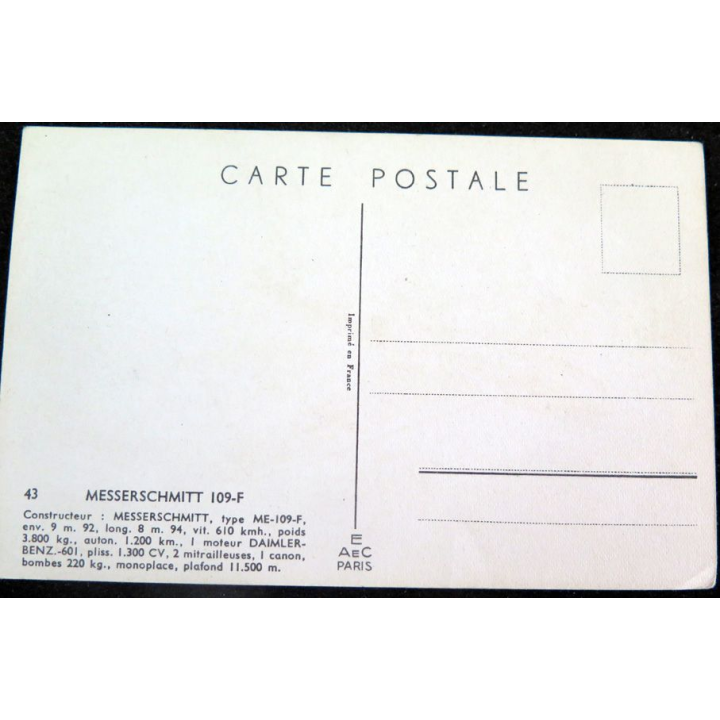 CARTE POSTALE
Imprimé en France
43 MESSERSCHMITT 109-F
Constructeur : MESSERSCHMITT, type ME-109-F,
env. 9 m. 92, long. 8 m. 94, vit. 610 kmh., poids
3.800 kg., auton. 1.200 km., 1 moteur DAIMLER-
BENZ.-601, pliss. 1.300 CV, 2 mitrailleuses, 1 canon,
bombes 220 kg., monoplace, plafond 11.500 m.
E
AEC
PARIS